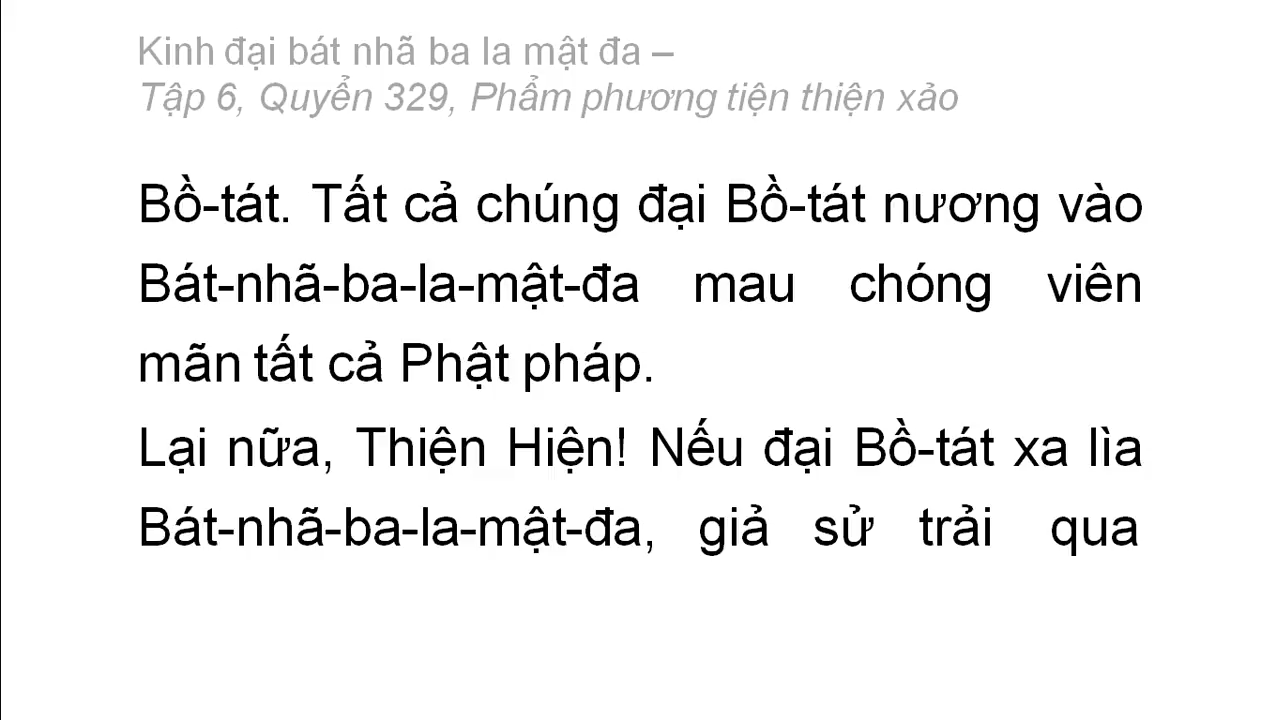 Kinh đại bát nhã ba la mật đa –
Tập 6, Quyển 329, Phẩm phương tiện thiện xảo
Bồ-tát. Tất cả chúng đại Bồ-tát nương vào
Bát-nhã-ba-la-mật-đa mau chóng viên
mãn tất cả Phật pháp.
Lại nữa, Thiện Hiện! Nếu đại Bồ-tát xa lìa
Bát-nhã-ba-la-mật-đa, giả sử trải qua